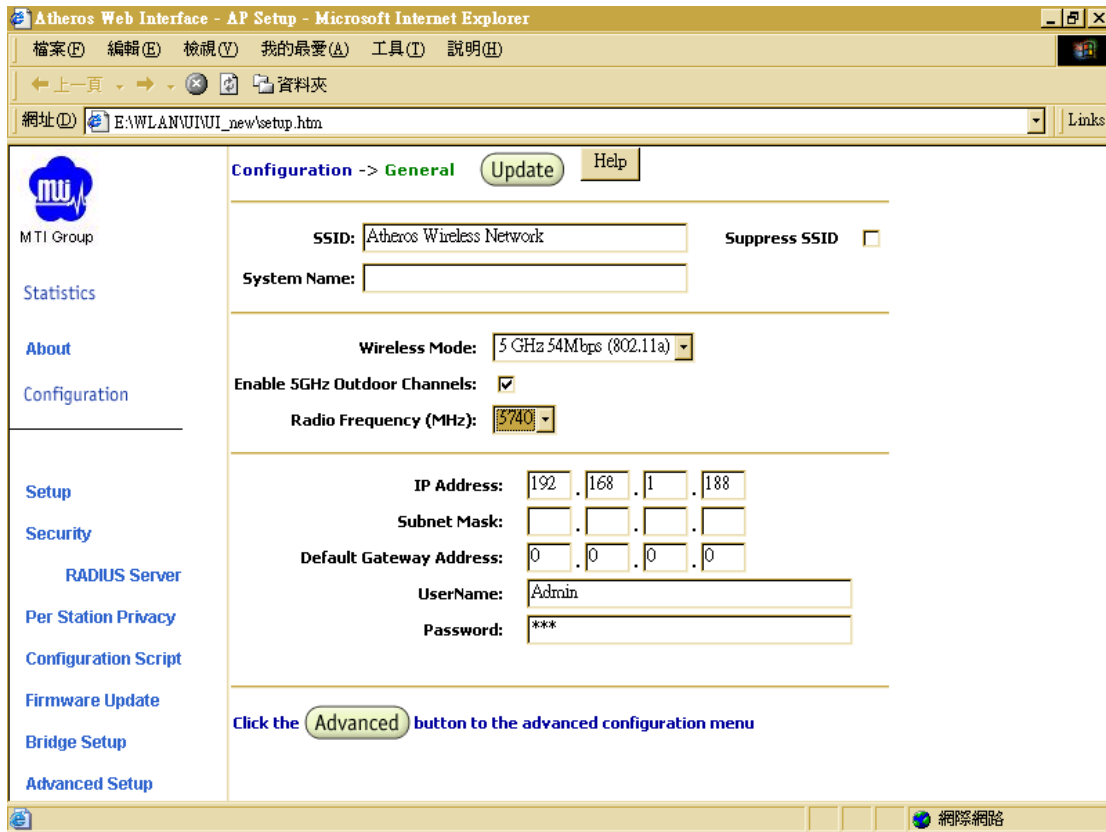 Atheros Web Interface - AP Setup - Microsoft Internet Explorer
檔案(F) 編輯(E) 檢視(V) 我的最愛(A) 工具(T) 說明(H)
上一頁 資料夾
網址(D) E:\WLAN\UI\UI_new\setup.htm Links
mti
MTI Group
Statistics
About
Configuration
Setup
Security
RADIUS Server
Per Station Privacy
Configuration Script
Firmware Update
Bridge Setup
Advanced Setup
Configuration -> General Update Help
SSID: Atheros Wireless Network Suppress SSID
System Name:
Wireless Mode: 5 GHz 54Mbps (802.11a)
Enable 5GHz Outdoor Channels:
Radio Frequency (MHz): 5740
IP Address: 192 . 168 . 1 . 188
Subnet Mask: . . .
Default Gateway Address: 0 . 0 . 0 . 0
UserName: Admin
Password: ***
Click the Advanced button to the advanced configuration menu
網際網路